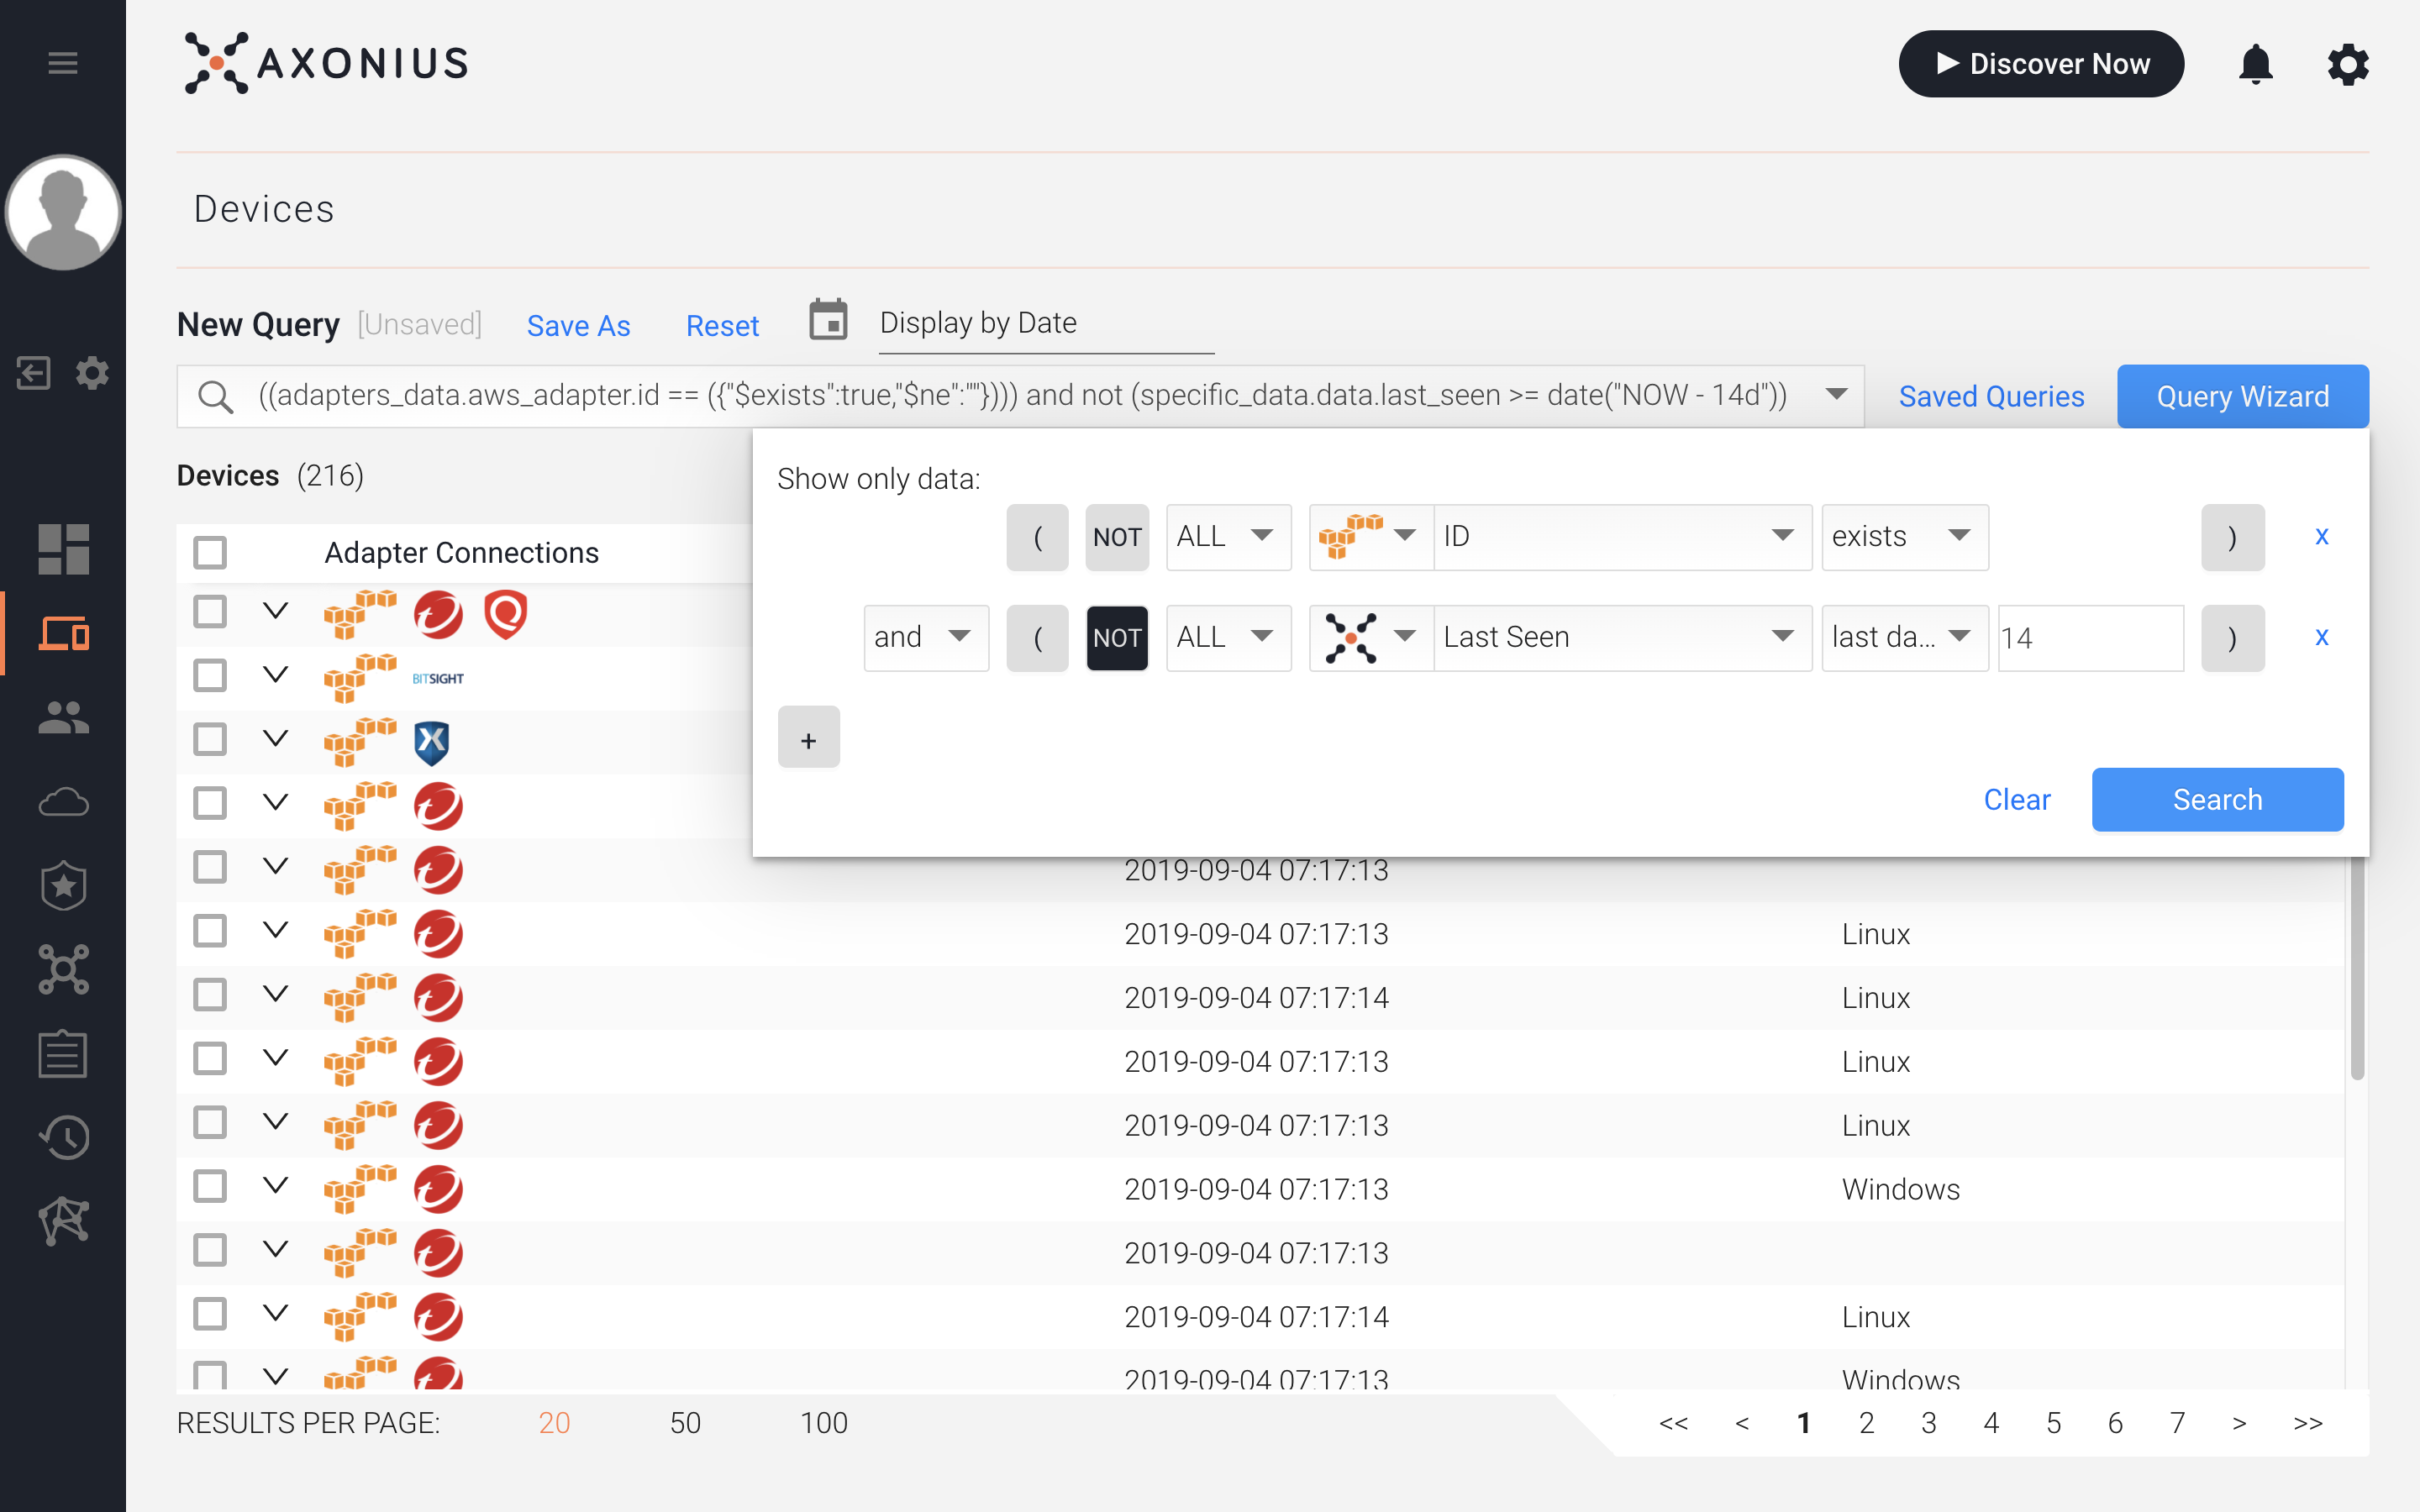 AXONIUS
Discover Now
Devices
New Query [Unsaved] Save As Reset Display by Date
((adapters_data.aws_adapter.id == ({"$exists":true,"$ne":""}))) and not (specific_data.data.last_seen >= date("NOW - 14d"))
Saved Queries Query Wizard
Devices (216)
Show only data:
( NOT ALL ID exists ) x
and ( NOT ALL Last Seen last da... 14 ) x
+
Clear Search
Adapter Connections
BITSIGHT
2019-09-04 07:17:13
2019-09-04 07:17:13 Linux
2019-09-04 07:17:14 Linux
2019-09-04 07:17:13 Linux
2019-09-04 07:17:13 Linux
2019-09-04 07:17:13 Windows
2019-09-04 07:17:13
2019-09-04 07:17:14 Linux
2019-09-04 07:17:13 Windows
RESULTS PER PAGE: 20 50 100
<< < 1 2 3 4 5 6 7 > >>